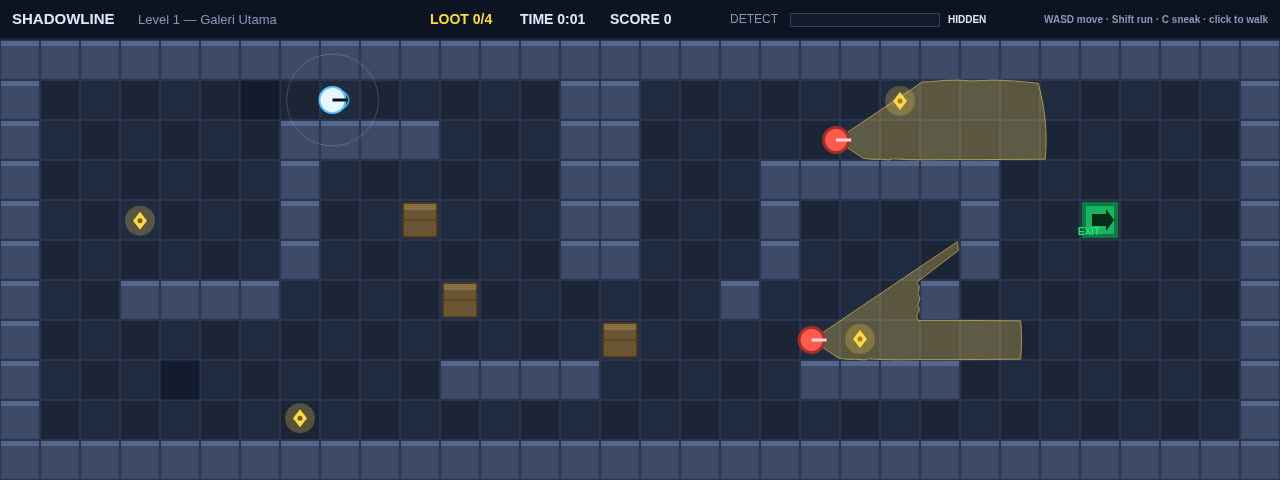 SHADOWLINE Level 1 — Galeri Utama LOOT 0/4 TIME 0:01 SCORE 0 DETECT HIDDEN WASD move · Shift run · C sneak · click to walk
EXIT